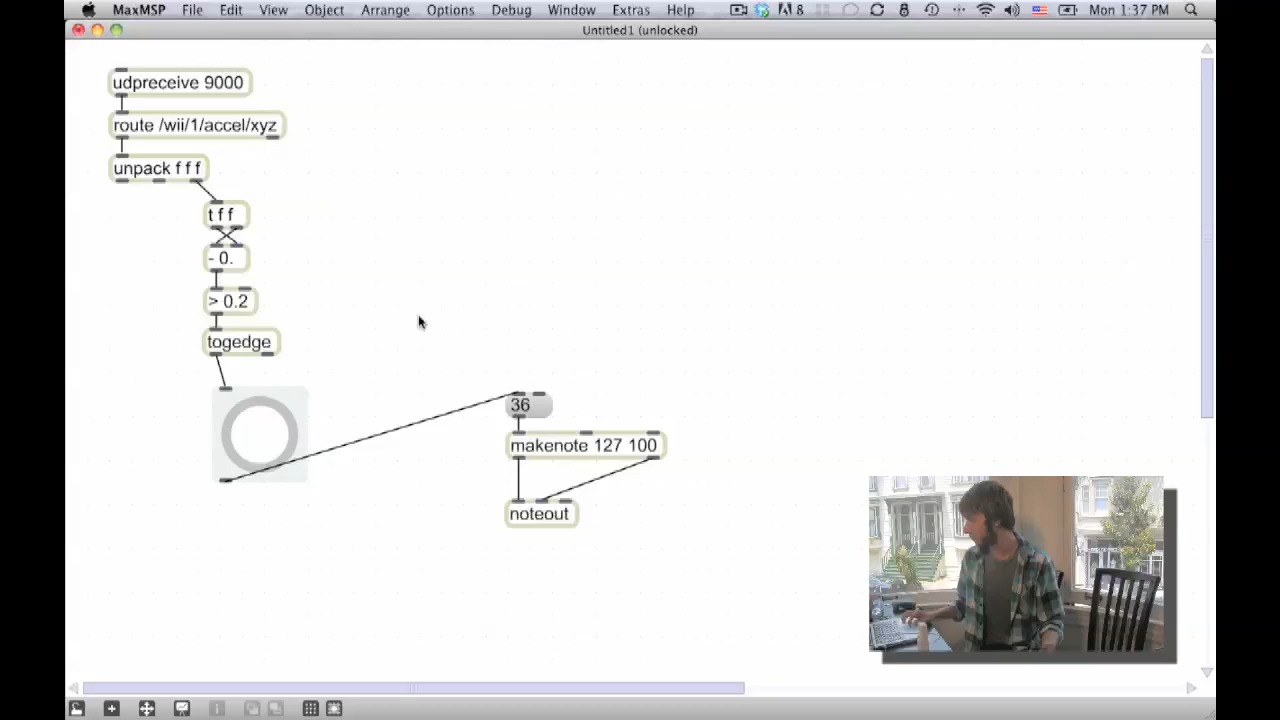 MaxMSP File Edit View Object Arrange Options Debug Window Extras Help 8 Mon 1:37 PM
Untitled1 (unlocked)
udpreceive 9000
route /wii/1/accel/xyz
unpack f f f
t f f
- 0.
> 0.2
togedge
36
makenote 127 100
noteout